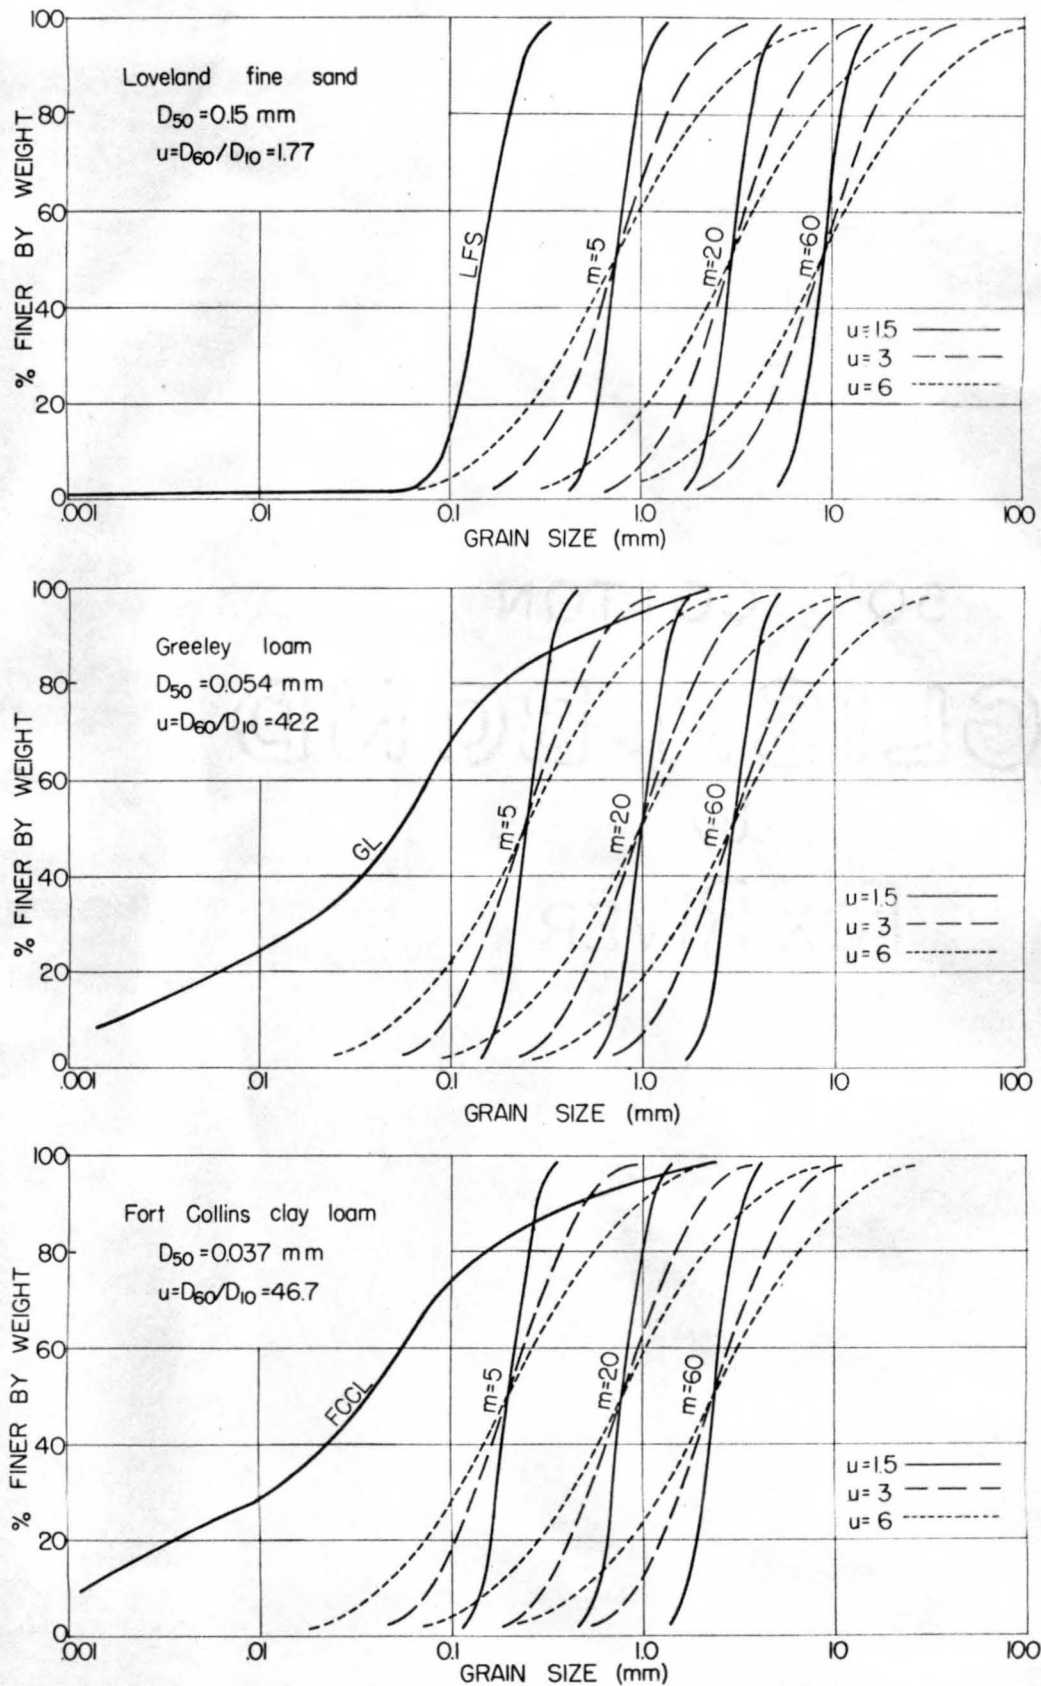 100
80
60
40
20
0
% FINER BY WEIGHT
Loveland fine sand
D50 = 0.15 mm
u = D60/D10 = 1.77
LFS
m=5
m=20
m=60
u=1.5
u=3
u=6
.001 .01 0.1 1.0 10 100
GRAIN SIZE (mm)
100
80
60
40
20
0
% FINER BY WEIGHT
Greeley loam
D50 = 0.054 mm
u = D60/D10 = 42.2
GL
m=5
m=20
m=60
u=1.5
u=3
u=6
.001 .01 0.1 1.0 10 100
GRAIN SIZE (mm)
100
80
60
40
20
0
% FINER BY WEIGHT
Fort Collins clay loam
D50 = 0.037 mm
u = D60/D10 = 46.7
FCCL
m=5
m=20
m=60
u=1.5
u=3
u=6
.001 .01 0.1 1.0 10 100
GRAIN SIZE (mm)